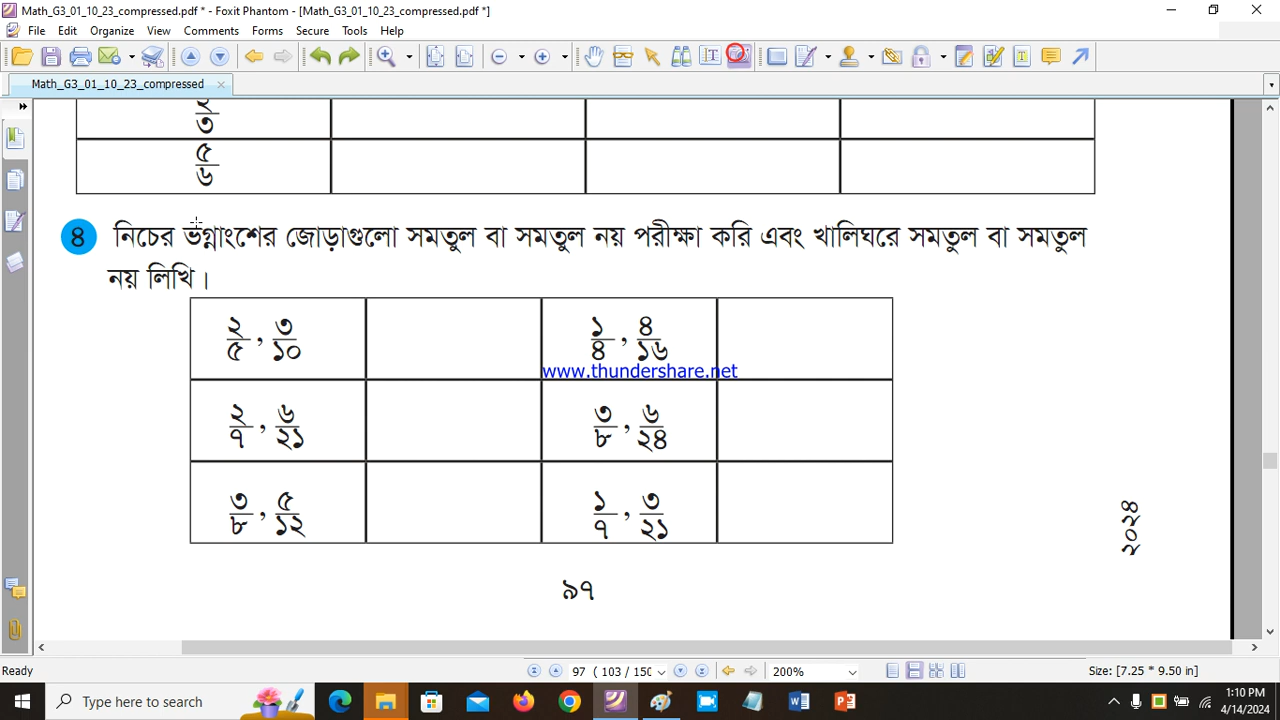 Math_G3_01_10_23_compressed.pdf * - Foxit Phantom - [Math_G3_01_10_23_compressed.pdf *]
File Edit Organize View Comments Forms Secure Tools Help
Math_G3_01_10_23_compressed
২
৩
৫
৬
৪ নিচের ভগ্নাংশের জোড়াগুলো সমতুল বা সমতুল নয় পরীক্ষা করি এবং খালিঘরে সমতুল বা সমতুল
নয় লিখি।
২/৫ , ৩/১০ ১/৪ , ৪/১৬
www.thundershare.net
২/৭ , ৬/২১ ৩/৮ , ৬/২৪
৩/৮ , ৫/১২ ১/৭ , ৩/২১
২০২৪
৯৭
Ready 97 ( 103 / 150 200% Size: [7.25 * 9.50 in]
Type here to search 1:10 PM
4/14/2024